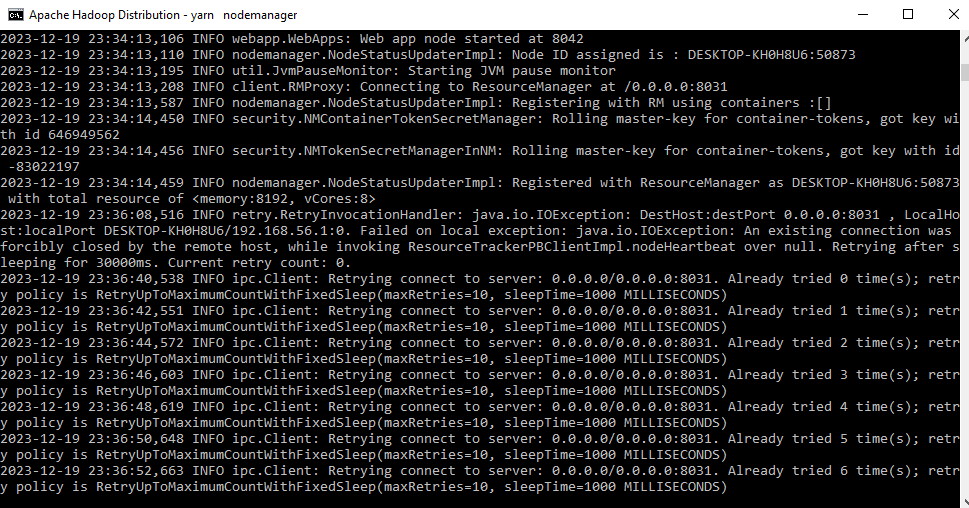 Apache Hadoop Distribution - yarn   nodemanager
2023-12-19 23:34:13,106 INFO webapp.WebApps: Web app node started at 8042
2023-12-19 23:34:13,110 INFO nodemanager.NodeStatusUpdaterImpl: Node ID assigned is : DESKTOP-KH0H8U6:50873
2023-12-19 23:34:13,195 INFO util.JvmPauseMonitor: Starting JVM pause monitor
2023-12-19 23:34:13,208 INFO client.RMProxy: Connecting to ResourceManager at /0.0.0.0:8031
2023-12-19 23:34:13,587 INFO nodemanager.NodeStatusUpdaterImpl: Registering with RM using containers :[]
2023-12-19 23:34:14,450 INFO security.NMContainerTokenSecretManager: Rolling master-key for container-tokens, got key wi
th id 646949562
2023-12-19 23:34:14,456 INFO security.NMTokenSecretManagerInNM: Rolling master-key for container-tokens, got key with id
 -83022197
2023-12-19 23:34:14,459 INFO nodemanager.NodeStatusUpdaterImpl: Registered with ResourceManager as DESKTOP-KH0H8U6:50873
 with total resource of <memory:8192, vCores:8>
2023-12-19 23:36:08,516 INFO retry.RetryInvocationHandler: java.io.IOException: DestHost:destPort 0.0.0.0:8031 , LocalHo
st:localPort DESKTOP-KH0H8U6/192.168.56.1:0. Failed on local exception: java.io.IOException: An existing connection was
forcibly closed by the remote host, while invoking ResourceTrackerPBClientImpl.nodeHeartbeat over null. Retrying after s
leeping for 30000ms. Current retry count: 0.
2023-12-19 23:36:40,538 INFO ipc.Client: Retrying connect to server: 0.0.0.0/0.0.0.0:8031. Already tried 0 time(s); retr
y policy is RetryUpToMaximumCountWithFixedSleep(maxRetries=10, sleepTime=1000 MILLISECONDS)
2023-12-19 23:36:42,551 INFO ipc.Client: Retrying connect to server: 0.0.0.0/0.0.0.0:8031. Already tried 1 time(s); retr
y policy is RetryUpToMaximumCountWithFixedSleep(maxRetries=10, sleepTime=1000 MILLISECONDS)
2023-12-19 23:36:44,572 INFO ipc.Client: Retrying connect to server: 0.0.0.0/0.0.0.0:8031. Already tried 2 time(s); retr
y policy is RetryUpToMaximumCountWithFixedSleep(maxRetries=10, sleepTime=1000 MILLISECONDS)
2023-12-19 23:36:46,603 INFO ipc.Client: Retrying connect to server: 0.0.0.0/0.0.0.0:8031. Already tried 3 time(s); retr
y policy is RetryUpToMaximumCountWithFixedSleep(maxRetries=10, sleepTime=1000 MILLISECONDS)
2023-12-19 23:36:48,619 INFO ipc.Client: Retrying connect to server: 0.0.0.0/0.0.0.0:8031. Already tried 4 time(s); retr
y policy is RetryUpToMaximumCountWithFixedSleep(maxRetries=10, sleepTime=1000 MILLISECONDS)
2023-12-19 23:36:50,648 INFO ipc.Client: Retrying connect to server: 0.0.0.0/0.0.0.0:8031. Already tried 5 time(s); retr
y policy is RetryUpToMaximumCountWithFixedSleep(maxRetries=10, sleepTime=1000 MILLISECONDS)
2023-12-19 23:36:52,663 INFO ipc.Client: Retrying connect to server: 0.0.0.0/0.0.0.0:8031. Already tried 6 time(s); retr
y policy is RetryUpToMaximumCountWithFixedSleep(maxRetries=10, sleepTime=1000 MILLISECONDS)